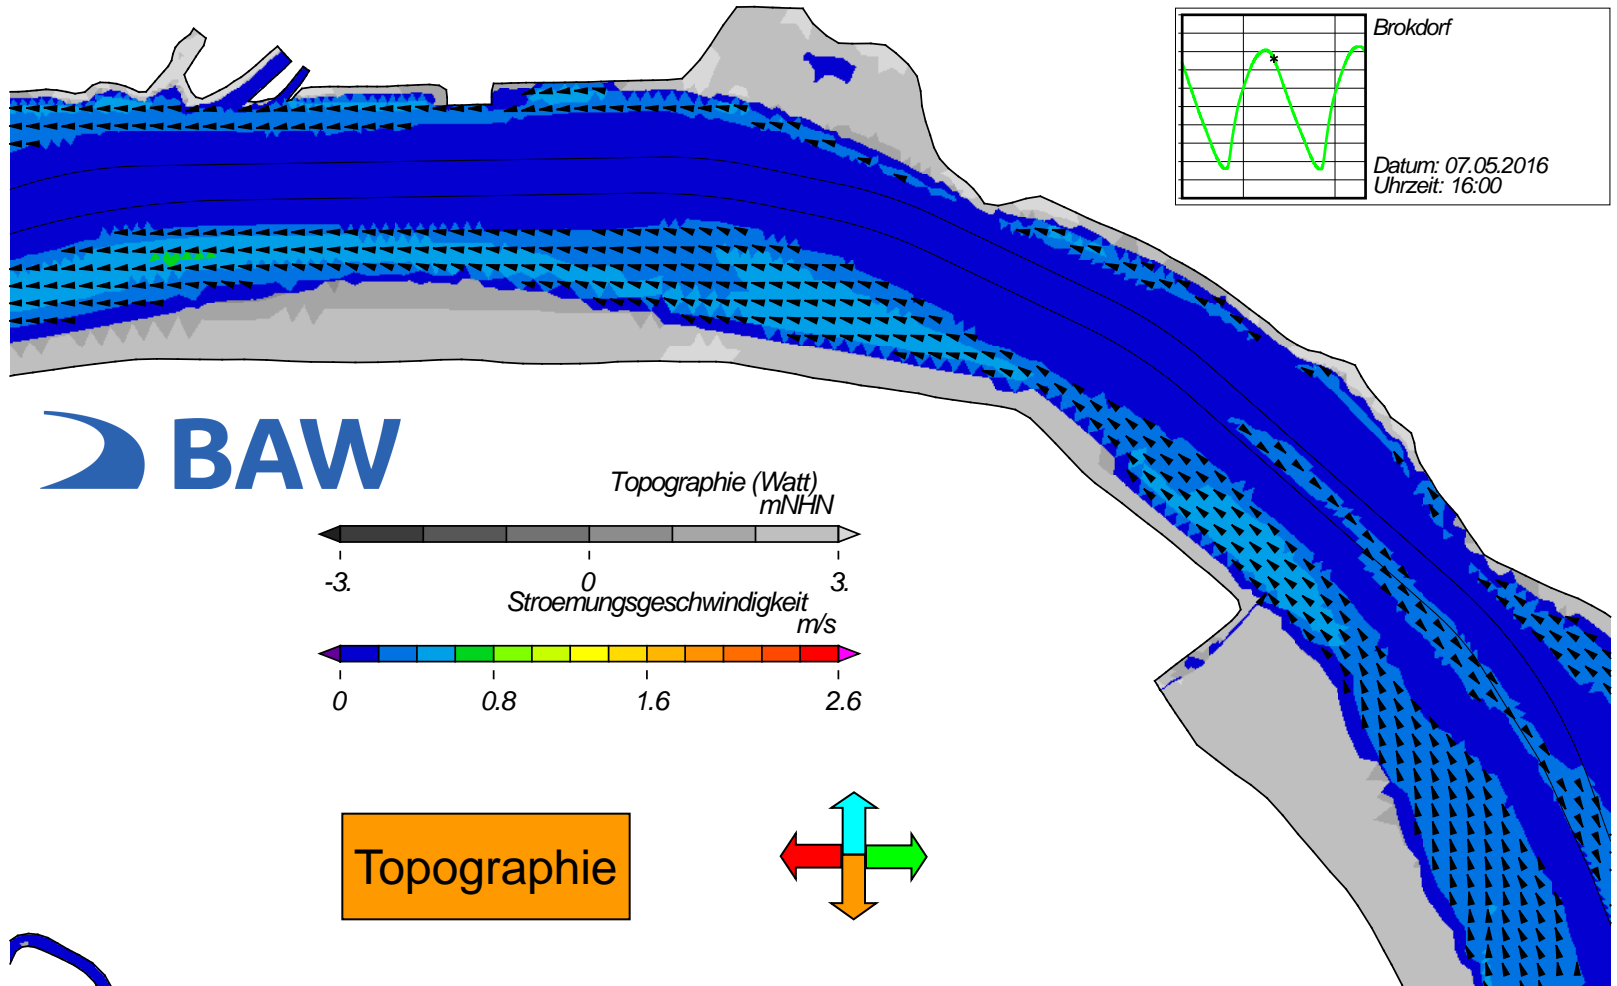 Brokdorf
Datum: 07.05.2016
Uhrzeit: 16:00
BAW
Topographie (Watt)
mNHN
-3. 0 3.
Stroemungsgeschwindigkeit
m/s
0 0.8 1.6 2.6
Topographie